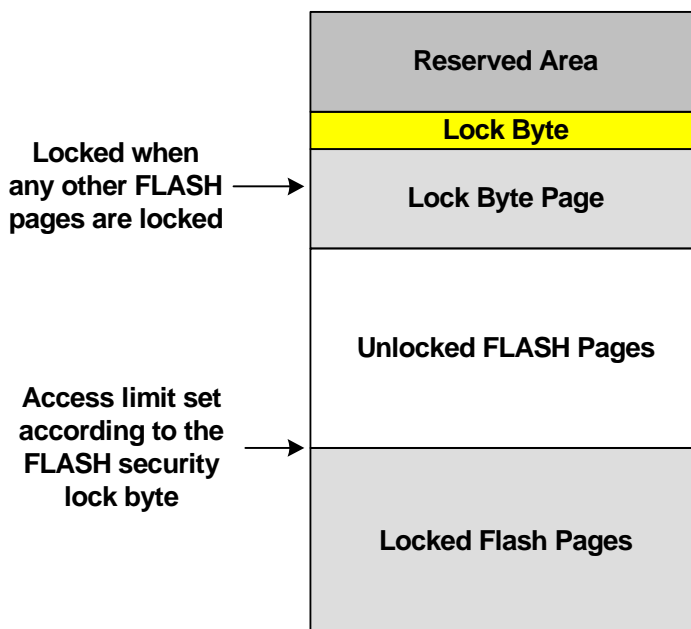 Reserved Area
Lock Byte
Locked when
any other FLASH
pages are locked
Lock Byte Page
Unlocked FLASH Pages
Access limit set
according to the
FLASH security
lock byte
Locked Flash Pages